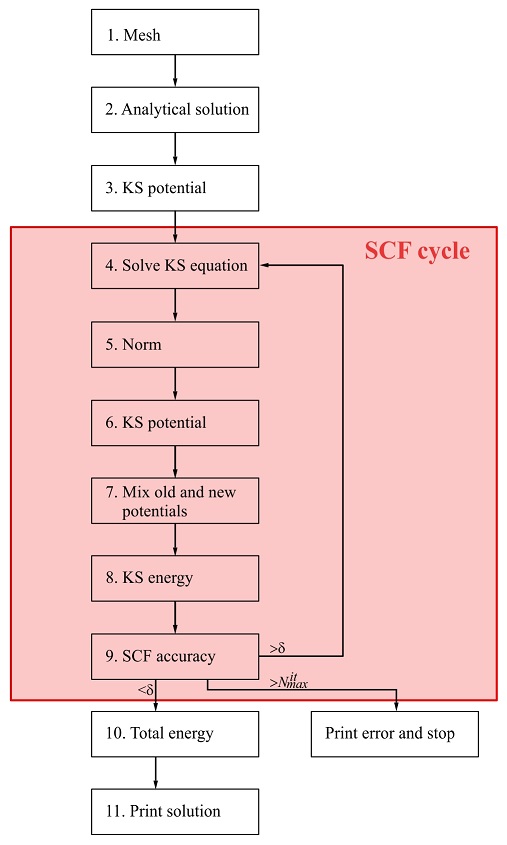 1. Mesh
2. Analytical solution
3. KS potential
SCF cycle
4. Solve KS equation
5. Norm
6. KS potential
7. Mix old and new
potentials
8. KS energy
9. SCF accuracy
>δ
<δ
>N^{it}_{max}
10. Total energy
Print error and stop
11. Print solution